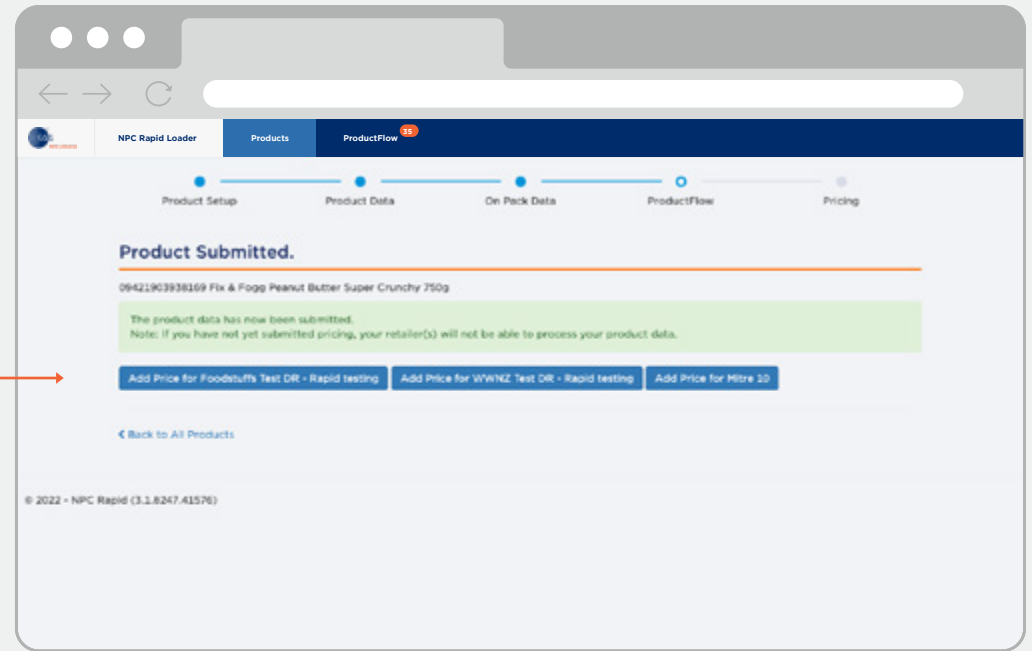 NPC Rapid Loader
Products
ProductFlow
35
Product Setup
Product Data
On Pack Data
ProductFlow
Pricing
Product Submitted.
09421903938169 Fix & Fogg Peanut Butter Super Crunchy 750g
The product data has now been submitted.
Note: If you have not yet submitted pricing, your retailer(s) will not be able to process your product data.
Add Price for Foodstuffs Test DR - Rapid testing
Add Price for WWNZ Test DR - Rapid testing
Add Price for Mitre 10
Back to All Products
© 2022 - NPC Rapid (3.1.8247.41576)